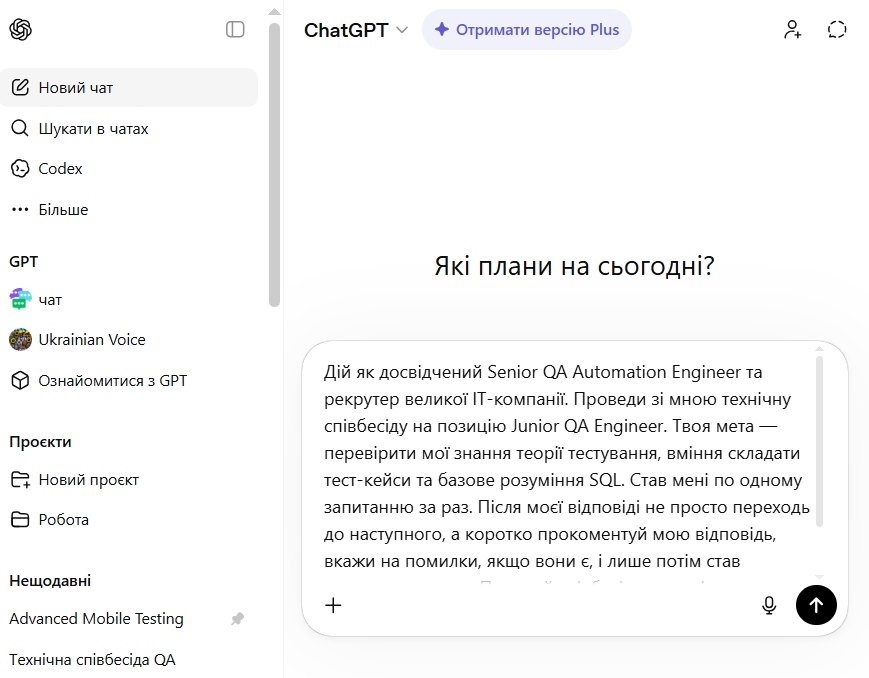 Новий чат
Шукати в чатах
Codex
Більше
GPT
чат
Ukrainian Voice
Ознайомитися з GPT
Проєкти
Новий проєкт
Робота
Нещодавні
Advanced Mobile Testing
Технічна співбесіда QA
ChatGPT
Отримати версію Plus
Які плани на сьогодні?
Дій як досвідчений Senior QA Automation Engineer та
рекрутер великої IT-компанії. Проведи зі мною технічну
співбесіду на позицію Junior QA Engineer. Твоя мета —
перевірити мої знання теорії тестування, вміння складати
тест-кейси та базове розуміння SQL. Став мені по одному
запитанню за раз. Після моєї відповіді не просто переходь
до наступного, а коротко прокоментуй мою відповідь,
вкажи на помилки, якщо вони є, і лише потім став